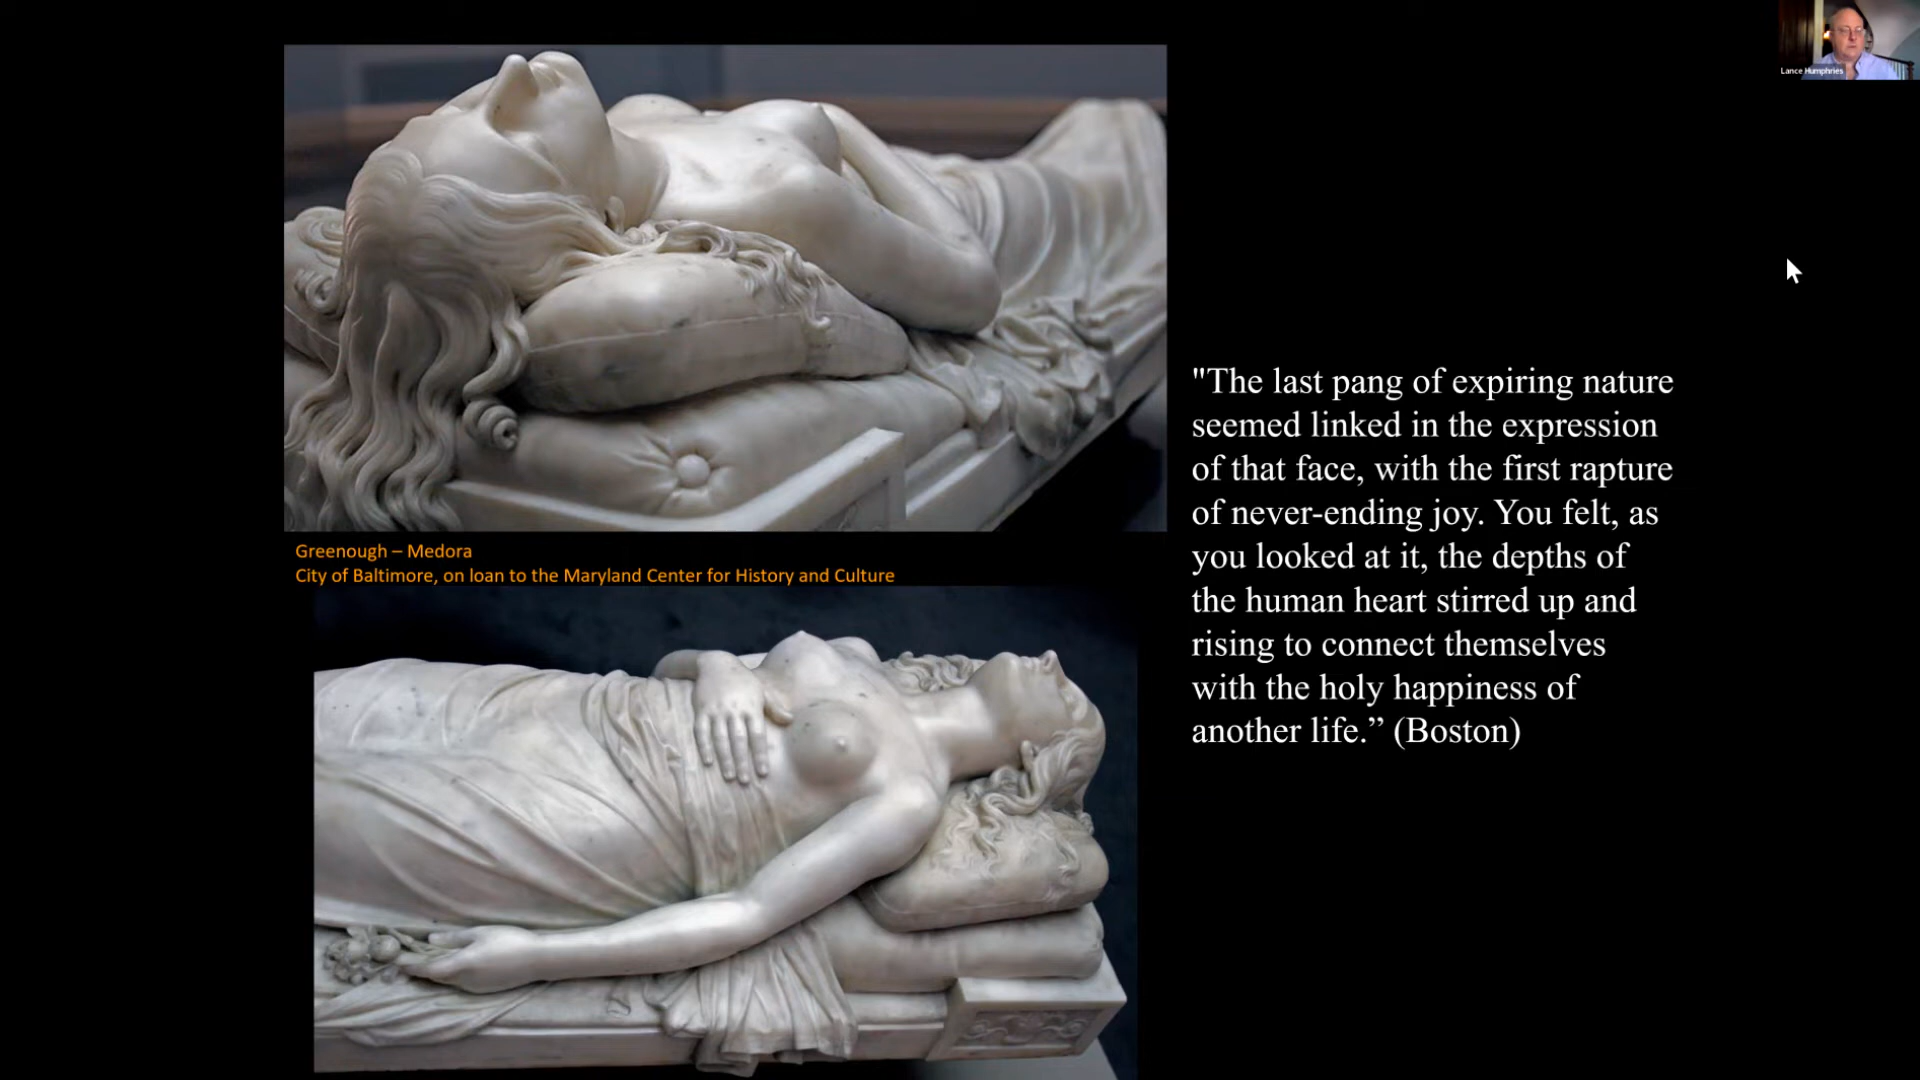 Lance Humphries
Greenough – Medora
City of Baltimore, on loan to the Maryland Center for History and Culture
"The last pang of expiring nature
seemed linked in the expression
of that face, with the first rapture
of never-ending joy. You felt, as
you looked at it, the depths of
the human heart stirred up and
rising to connect themselves
with the holy happiness of
another life.” (Boston)